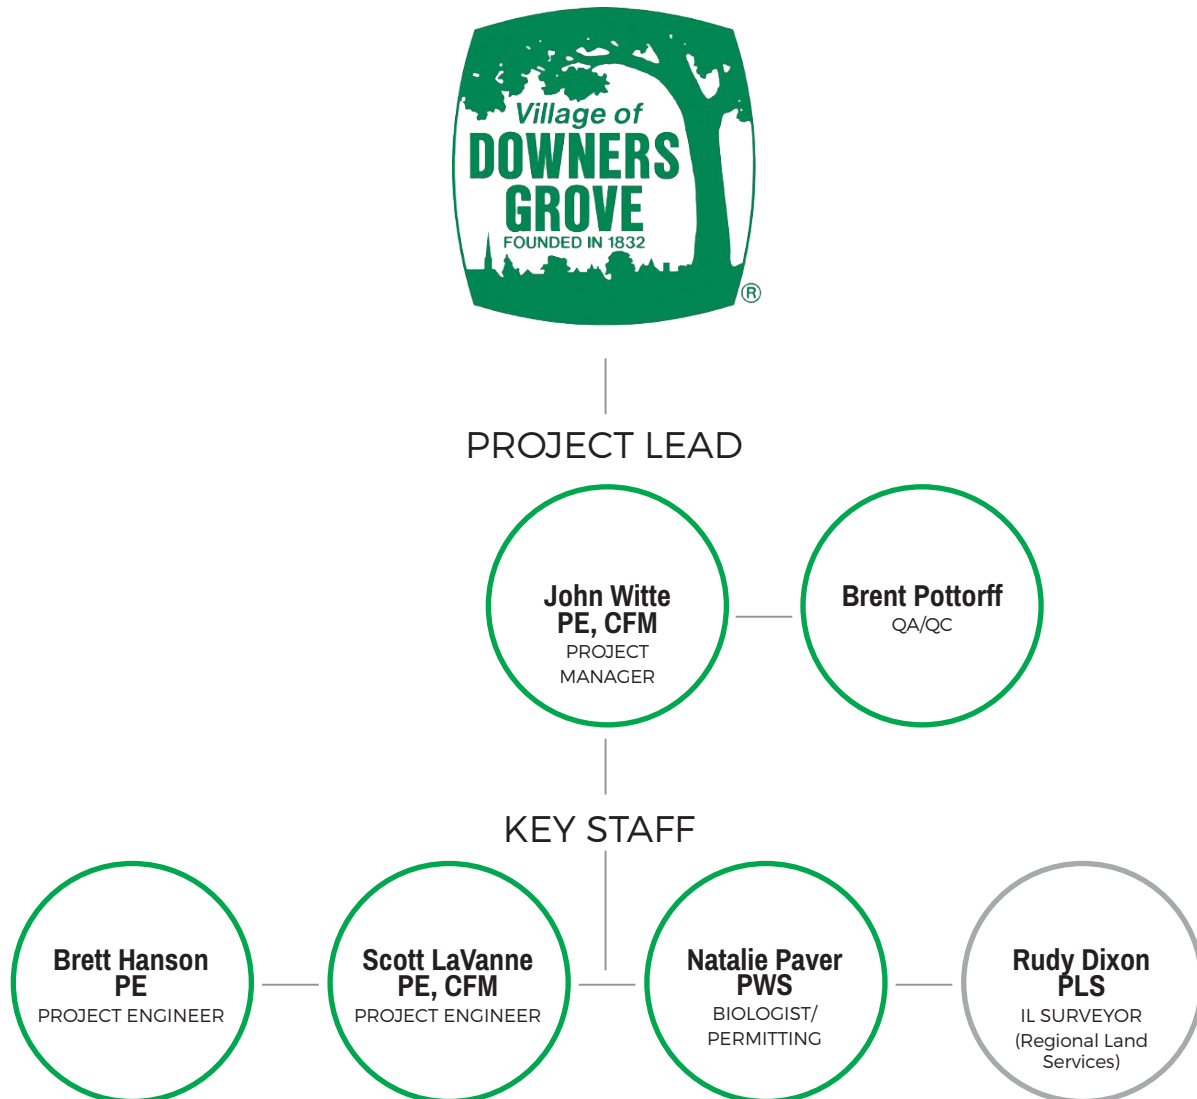 Village of
DOWNERS
GROVE
FOUNDED IN 1832
®
PROJECT LEAD
John Witte
PE, CFM
PROJECT
MANAGER
Brent Pottorff
QA/QC
KEY STAFF
Brett Hanson
PE
PROJECT ENGINEER
Scott LaVanne
PE, CFM
PROJECT ENGINEER
Natalie Paver
PWS
BIOLOGIST/
PERMITTING
Rudy Dixon
PLS
IL SURVEYOR
(Regional Land
Services)